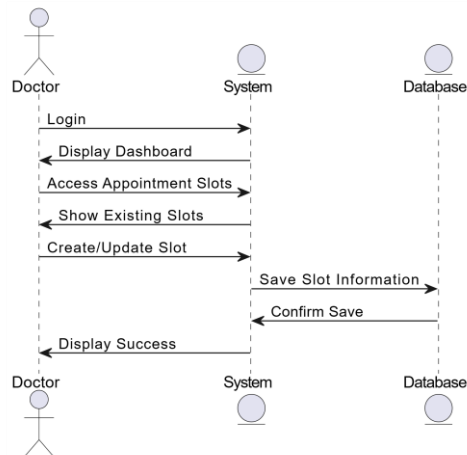 Doctor System Database
Login
Display Dashboard
Access Appointment Slots
Show Existing Slots
Create/Update Slot
Save Slot Information
Confirm Save
Display Success
Doctor System Database